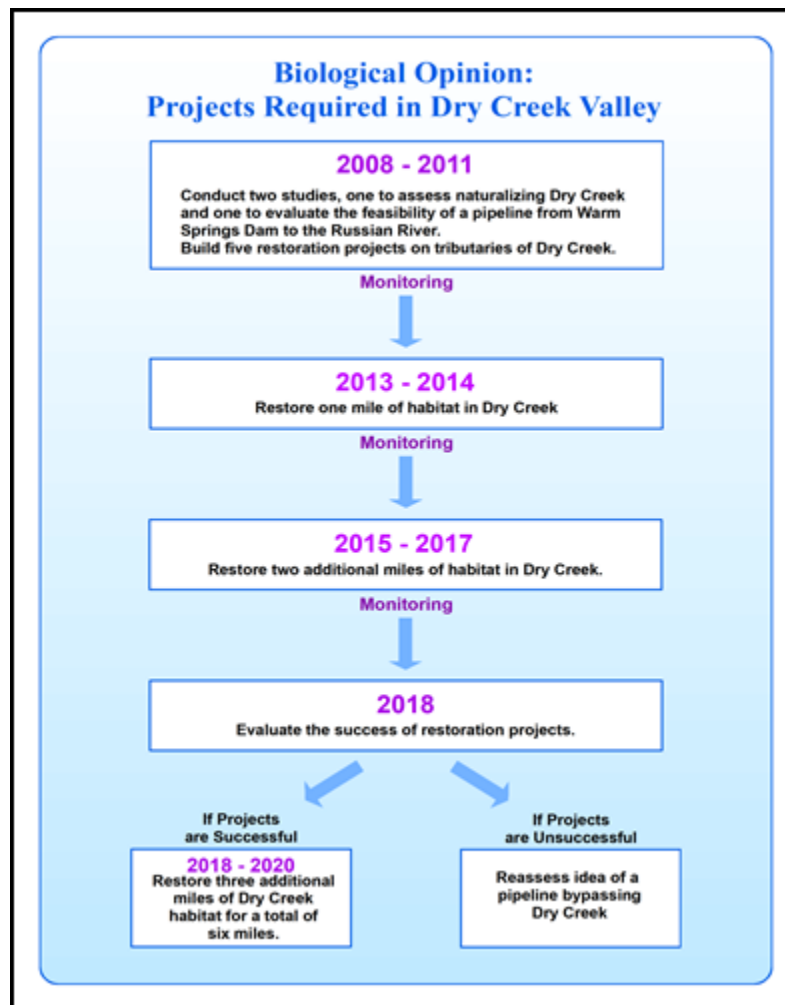 Biological Opinion:
Projects Required in Dry Creek Valley
2008 - 2011
Conduct two studies, one to assess naturalizing Dry Creek
and one to evaluate the feasibility of a pipeline from Warm
Springs Dam to the Russian River.
Build five restoration projects on tributaries of Dry Creek.
Monitoring
2013 - 2014
Restore one mile of habitat in Dry Creek
Monitoring
2015 - 2017
Restore two additional miles of habitat in Dry Creek.
Monitoring
2018
Evaluate the success of restoration projects.
If Projects
are Successful
2018 - 2020
Restore three additional
miles of Dry Creek
habitat for a total of
six miles.
If Projects
are Unsuccessful
Reassess idea of a
pipeline bypassing
Dry Creek